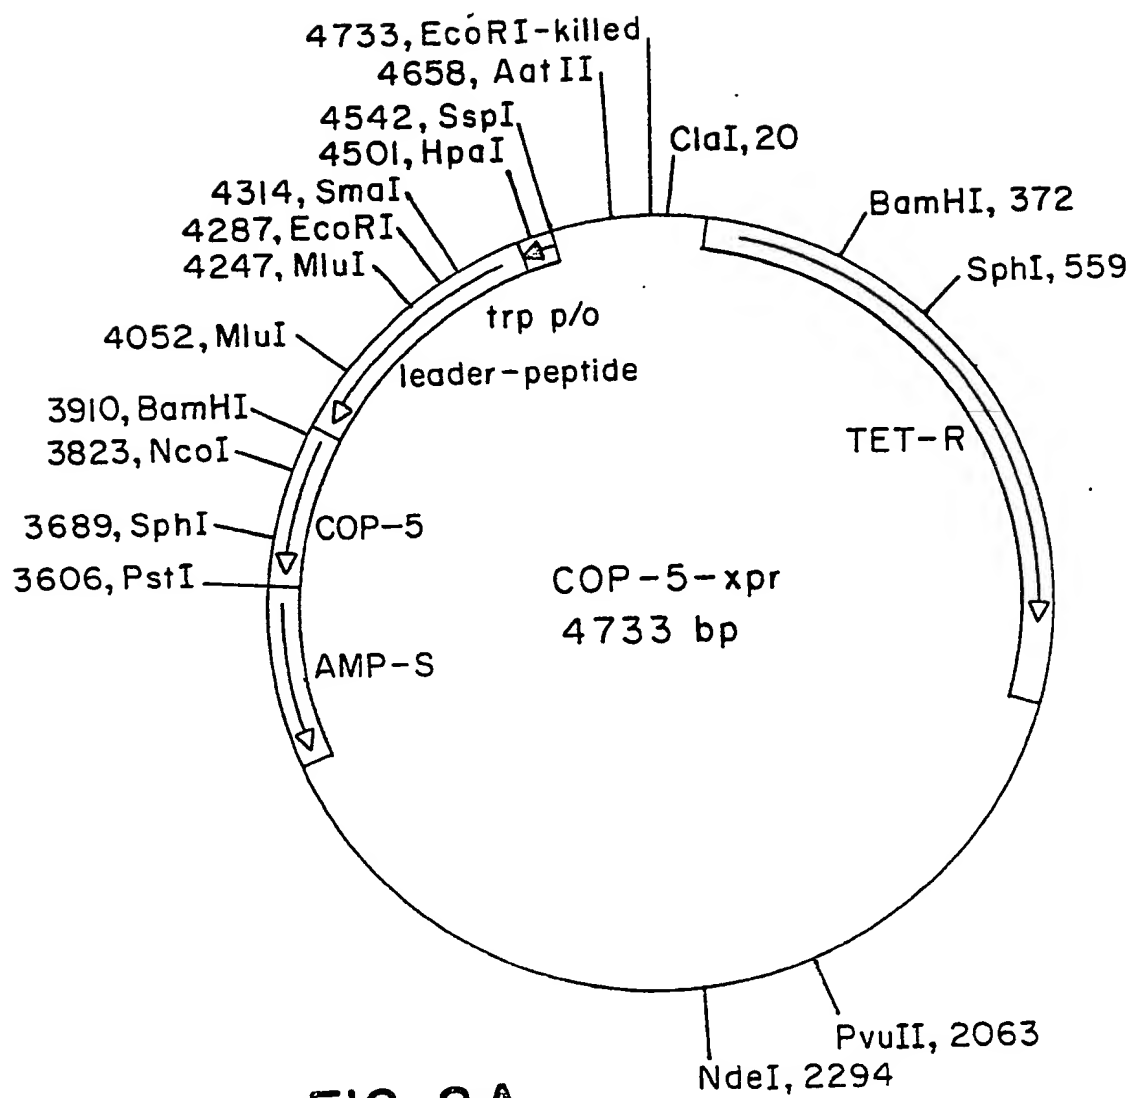 4733, EcoRI-killed
4658, AatII
4542, SspI
4501, HpaI
4314, SmaI
4287, EcoRI
4247, MluI
4052, MluI
3910, BamHI
3823, NcoI
3689, SphI
3606, PstI
ClaI, 20
BamHI, 372
SphI, 559
trp p/o
leader-peptide
TET-R
COP-5
AMP-S
COP-5-xpr
4733 bp
PvuII, 2063
NdeI, 2294
FIG. 2A